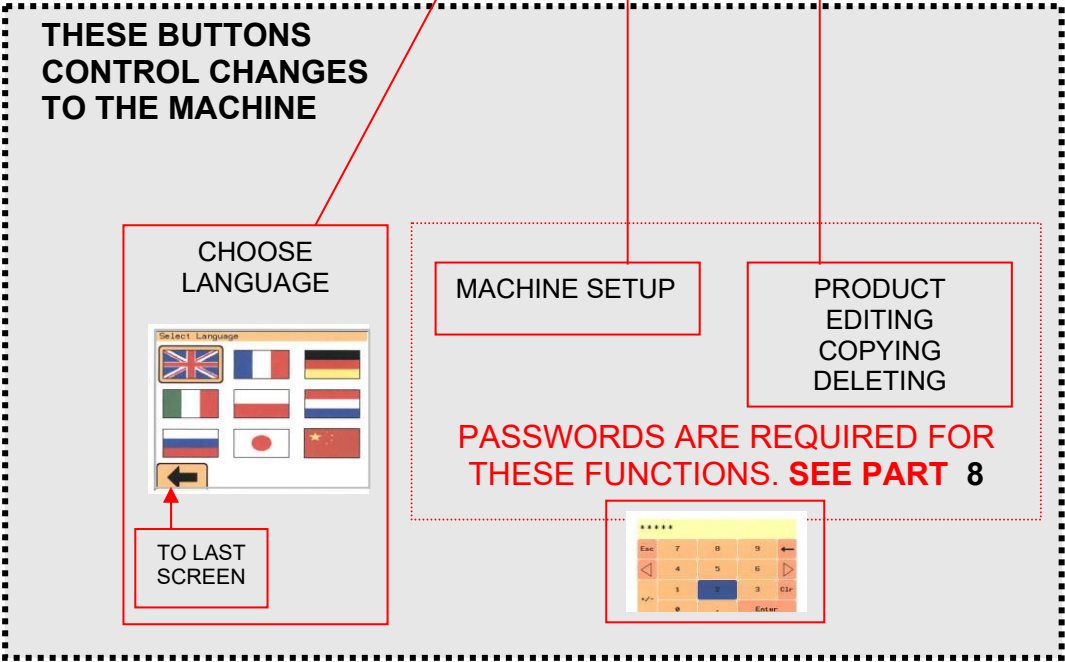 THESE BUTTONS
CONTROL CHANGES
TO THE MACHINE
CHOOSE
LANGUAGE
Select Language
TO LAST
SCREEN
MACHINE SETUP
PRODUCT
EDITING
COPYING
DELETING
PASSWORDS ARE REQUIRED FOR
THESE FUNCTIONS. SEE PART 8
*****
Esc 7 8 9 ←
4 5 6
+/- 1 2 3 Clr
0 . Enter